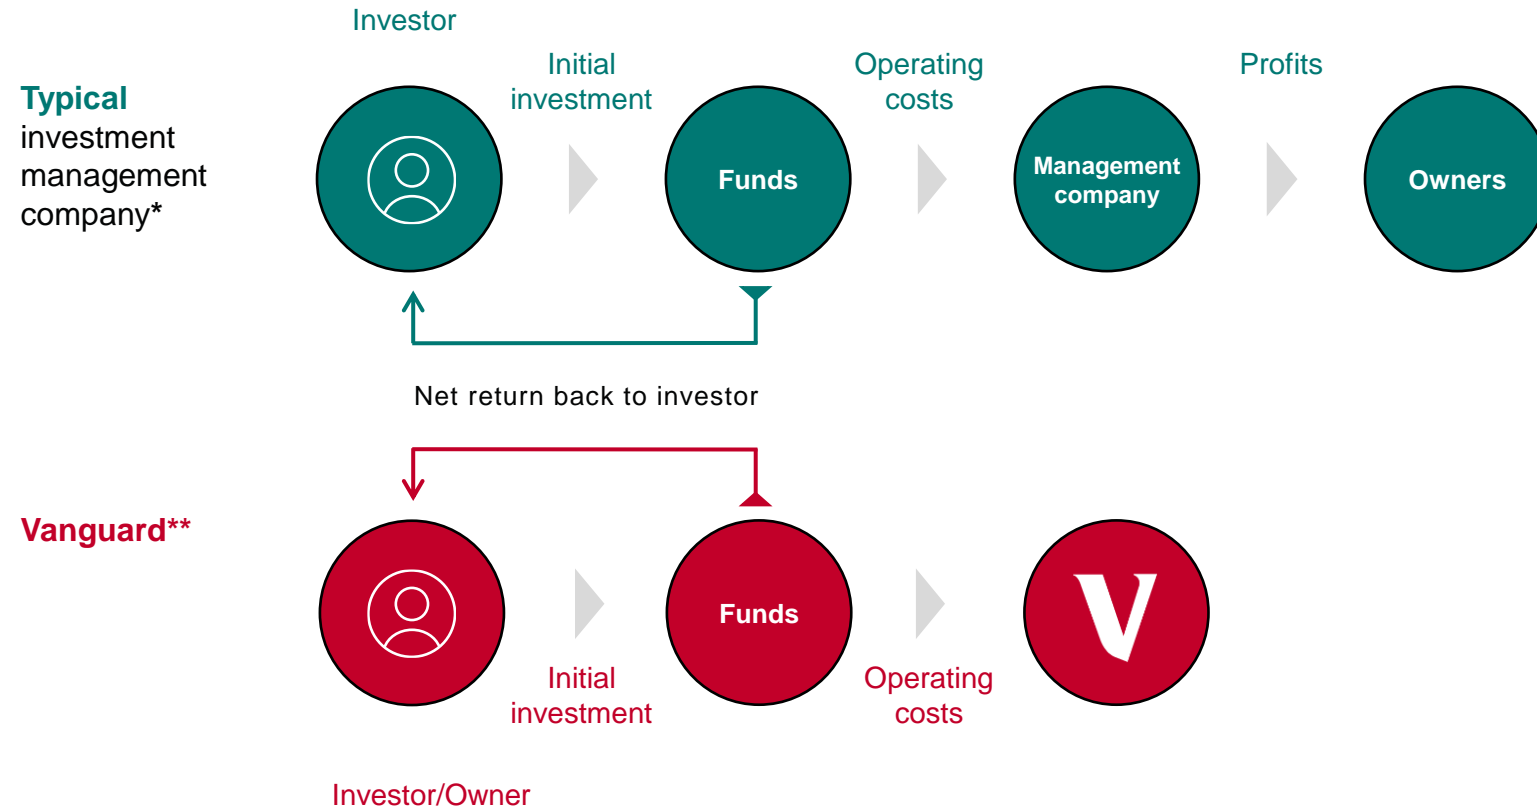 Investor
Initial
investment
Operating
costs
Profits
Typical
investment
management
company*
Funds
Management
company
Owners
Net return back to investor
Vanguard**
Funds
V
Initial
investment
Operating
costs
Investor/Owner